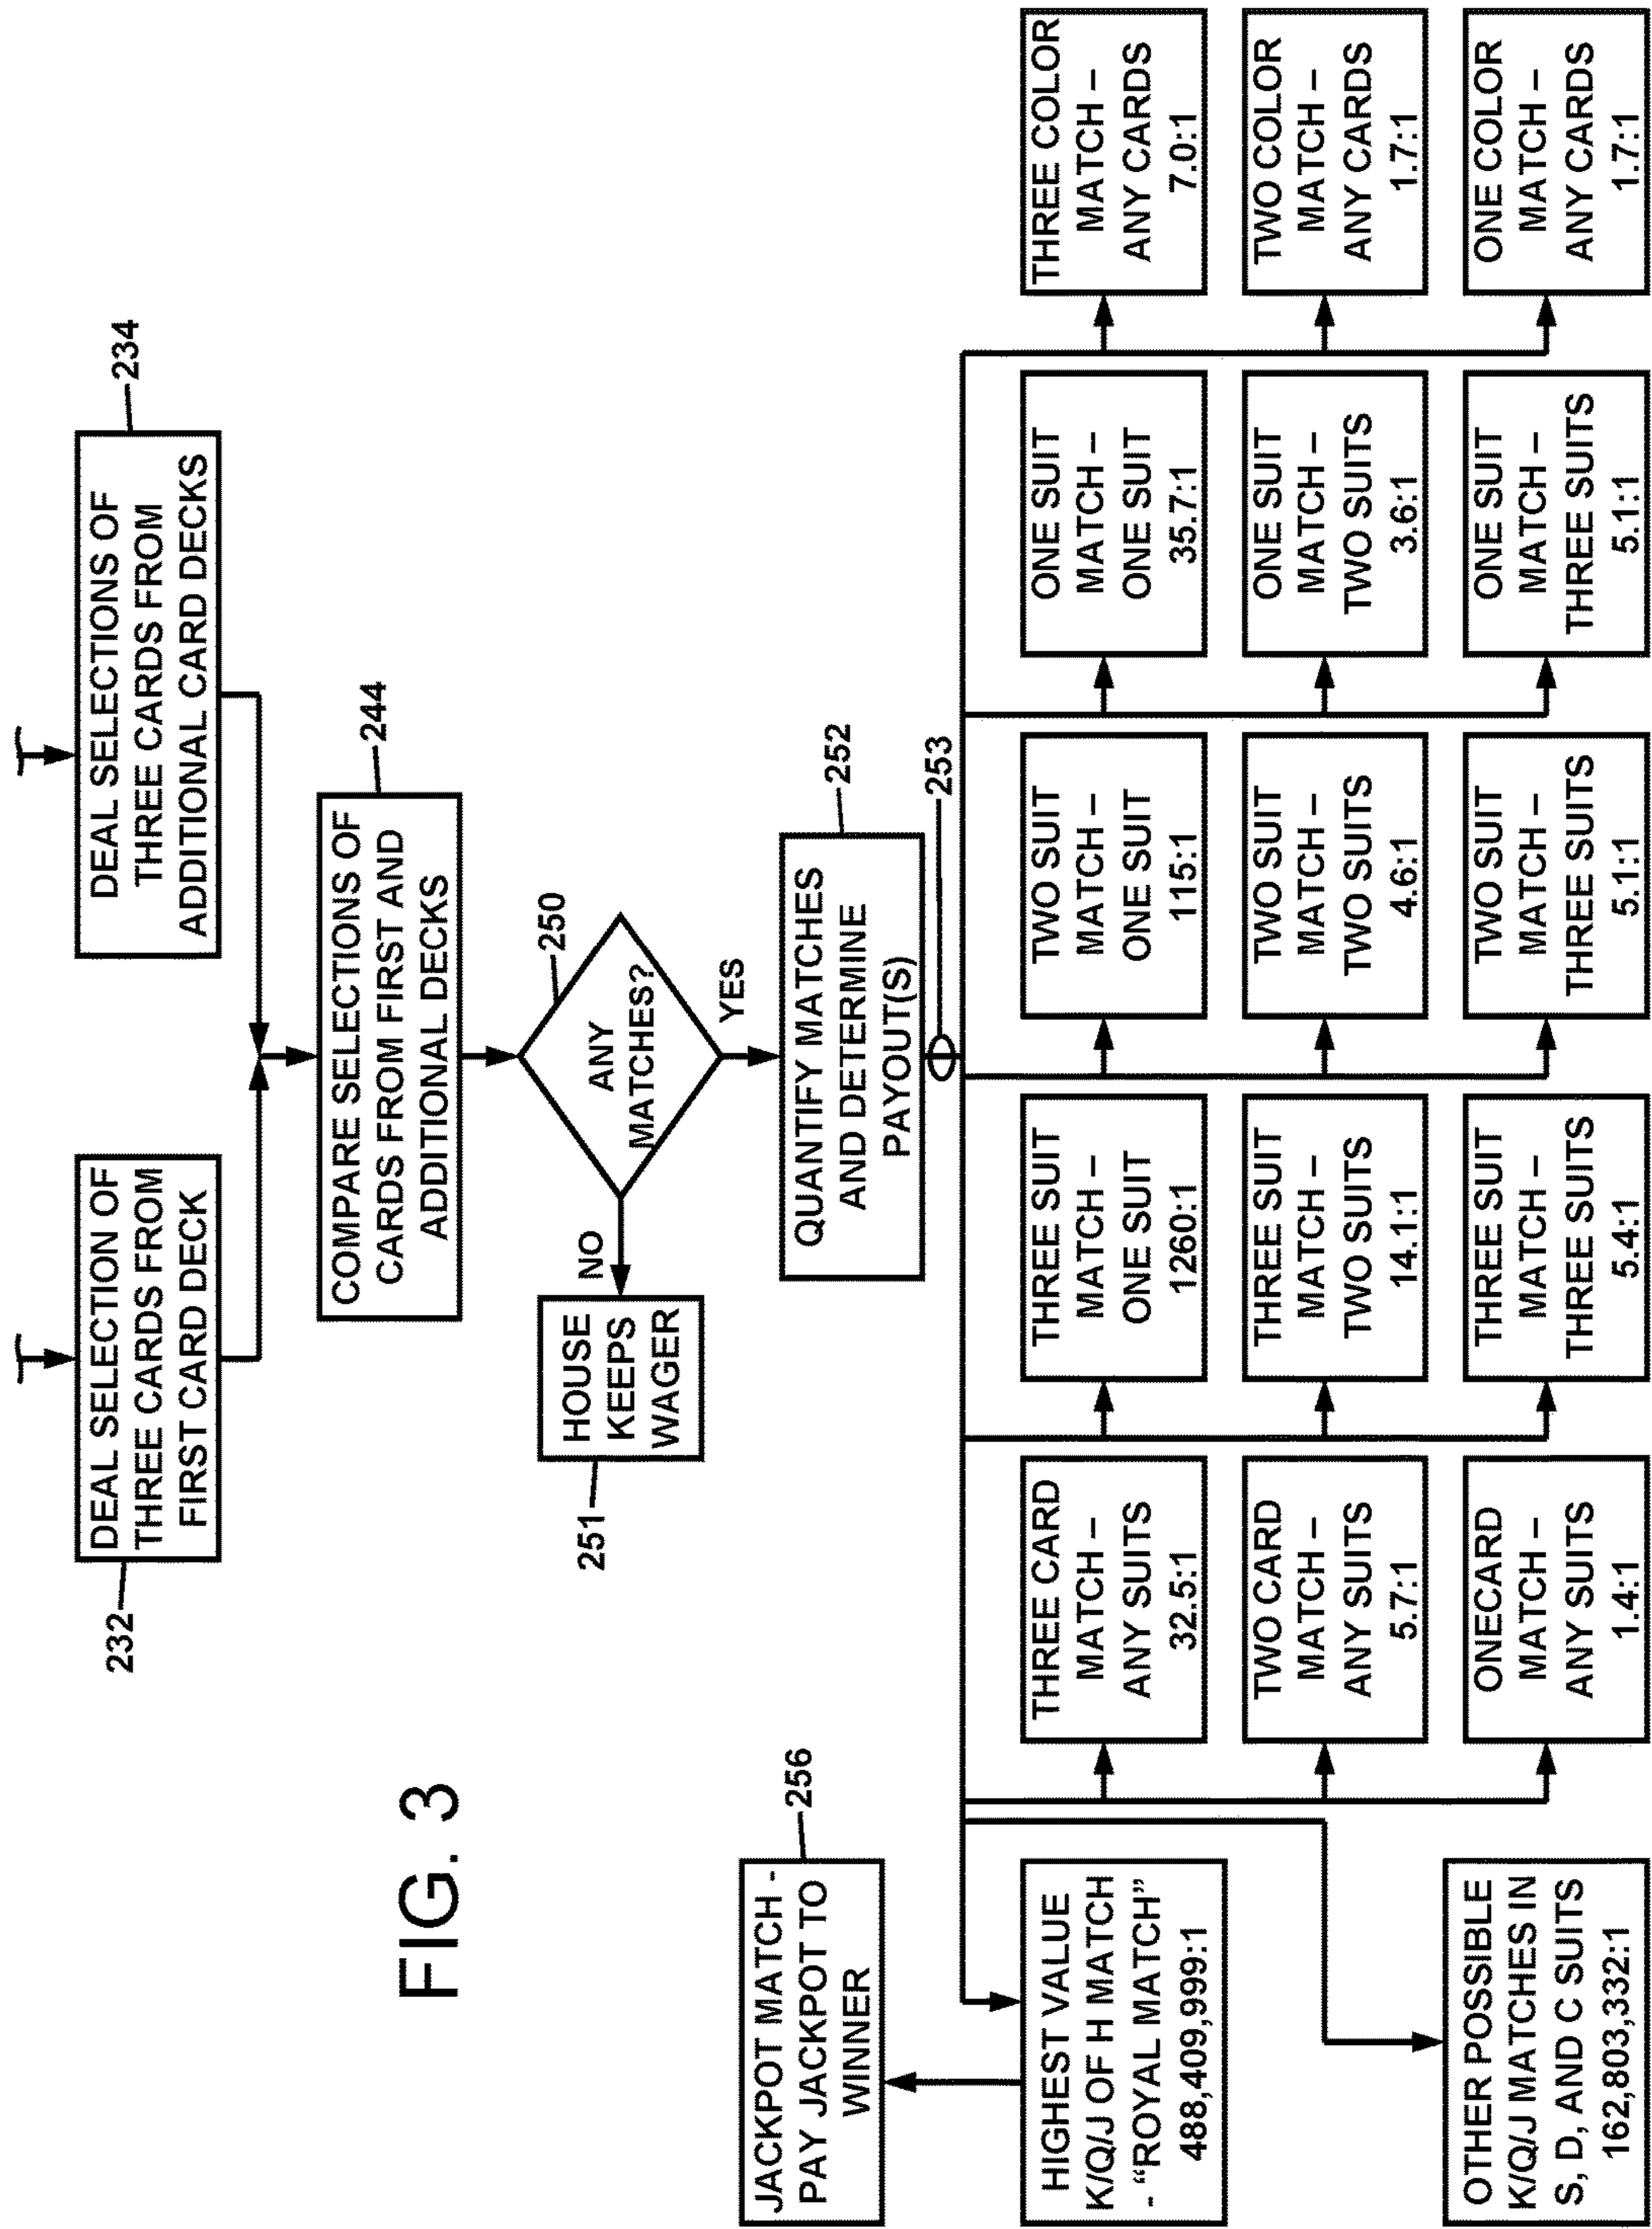 FIG. 3
DEAL SELECTION OF
THREE CARDS FROM
FIRST CARD DECK
232
DEAL SELECTIONS OF
THREE CARDS FROM
ADDITIONAL CARD DECKS
234
COMPARE SELECTIONS OF
CARDS FROM FIRST AND
ADDITIONAL DECKS
244
ANY
MATCHES?
250
NO
YES
HOUSE
KEEPS
WAGER
251
QUANTIFY MATCHES
AND DETERMINE
PAYOUT(S)
252
253
JACKPOT MATCH -
PAY JACKPOT TO
WINNER
256
HIGHEST VALUE
K/Q/J OF H MATCH
- “ROYAL MATCH”
488,409,999:1
OTHER POSSIBLE
K/Q/J MATCHES IN
S, D, AND C SUITS
162,803,332:1
THREE CARD
MATCH –
ANY SUITS
32.5:1
TWO CARD
MATCH –
ANY SUITS
5.7:1
ONECARD
MATCH –
ANY SUITS
1.4:1
THREE SUIT
MATCH –
ONE SUIT
1260:1
THREE SUIT
MATCH –
TWO SUITS
14.1:1
THREE SUIT
MATCH –
THREE SUITS
5.4:1
TWO SUIT
MATCH –
ONE SUIT
115:1
TWO SUIT
MATCH –
TWO SUITS
4.6:1
TWO SUIT
MATCH –
THREE SUITS
5.1:1
ONE SUIT
MATCH –
ONE SUIT
35.7:1
ONE SUIT
MATCH –
TWO SUITS
3.6:1
ONE SUIT
MATCH –
THREE SUITS
5.1:1
THREE COLOR
MATCH –
ANY CARDS
7.0:1
TWO COLOR
MATCH –
ANY CARDS
1.7:1
ONE COLOR
MATCH –
ANY CARDS
1.7:1